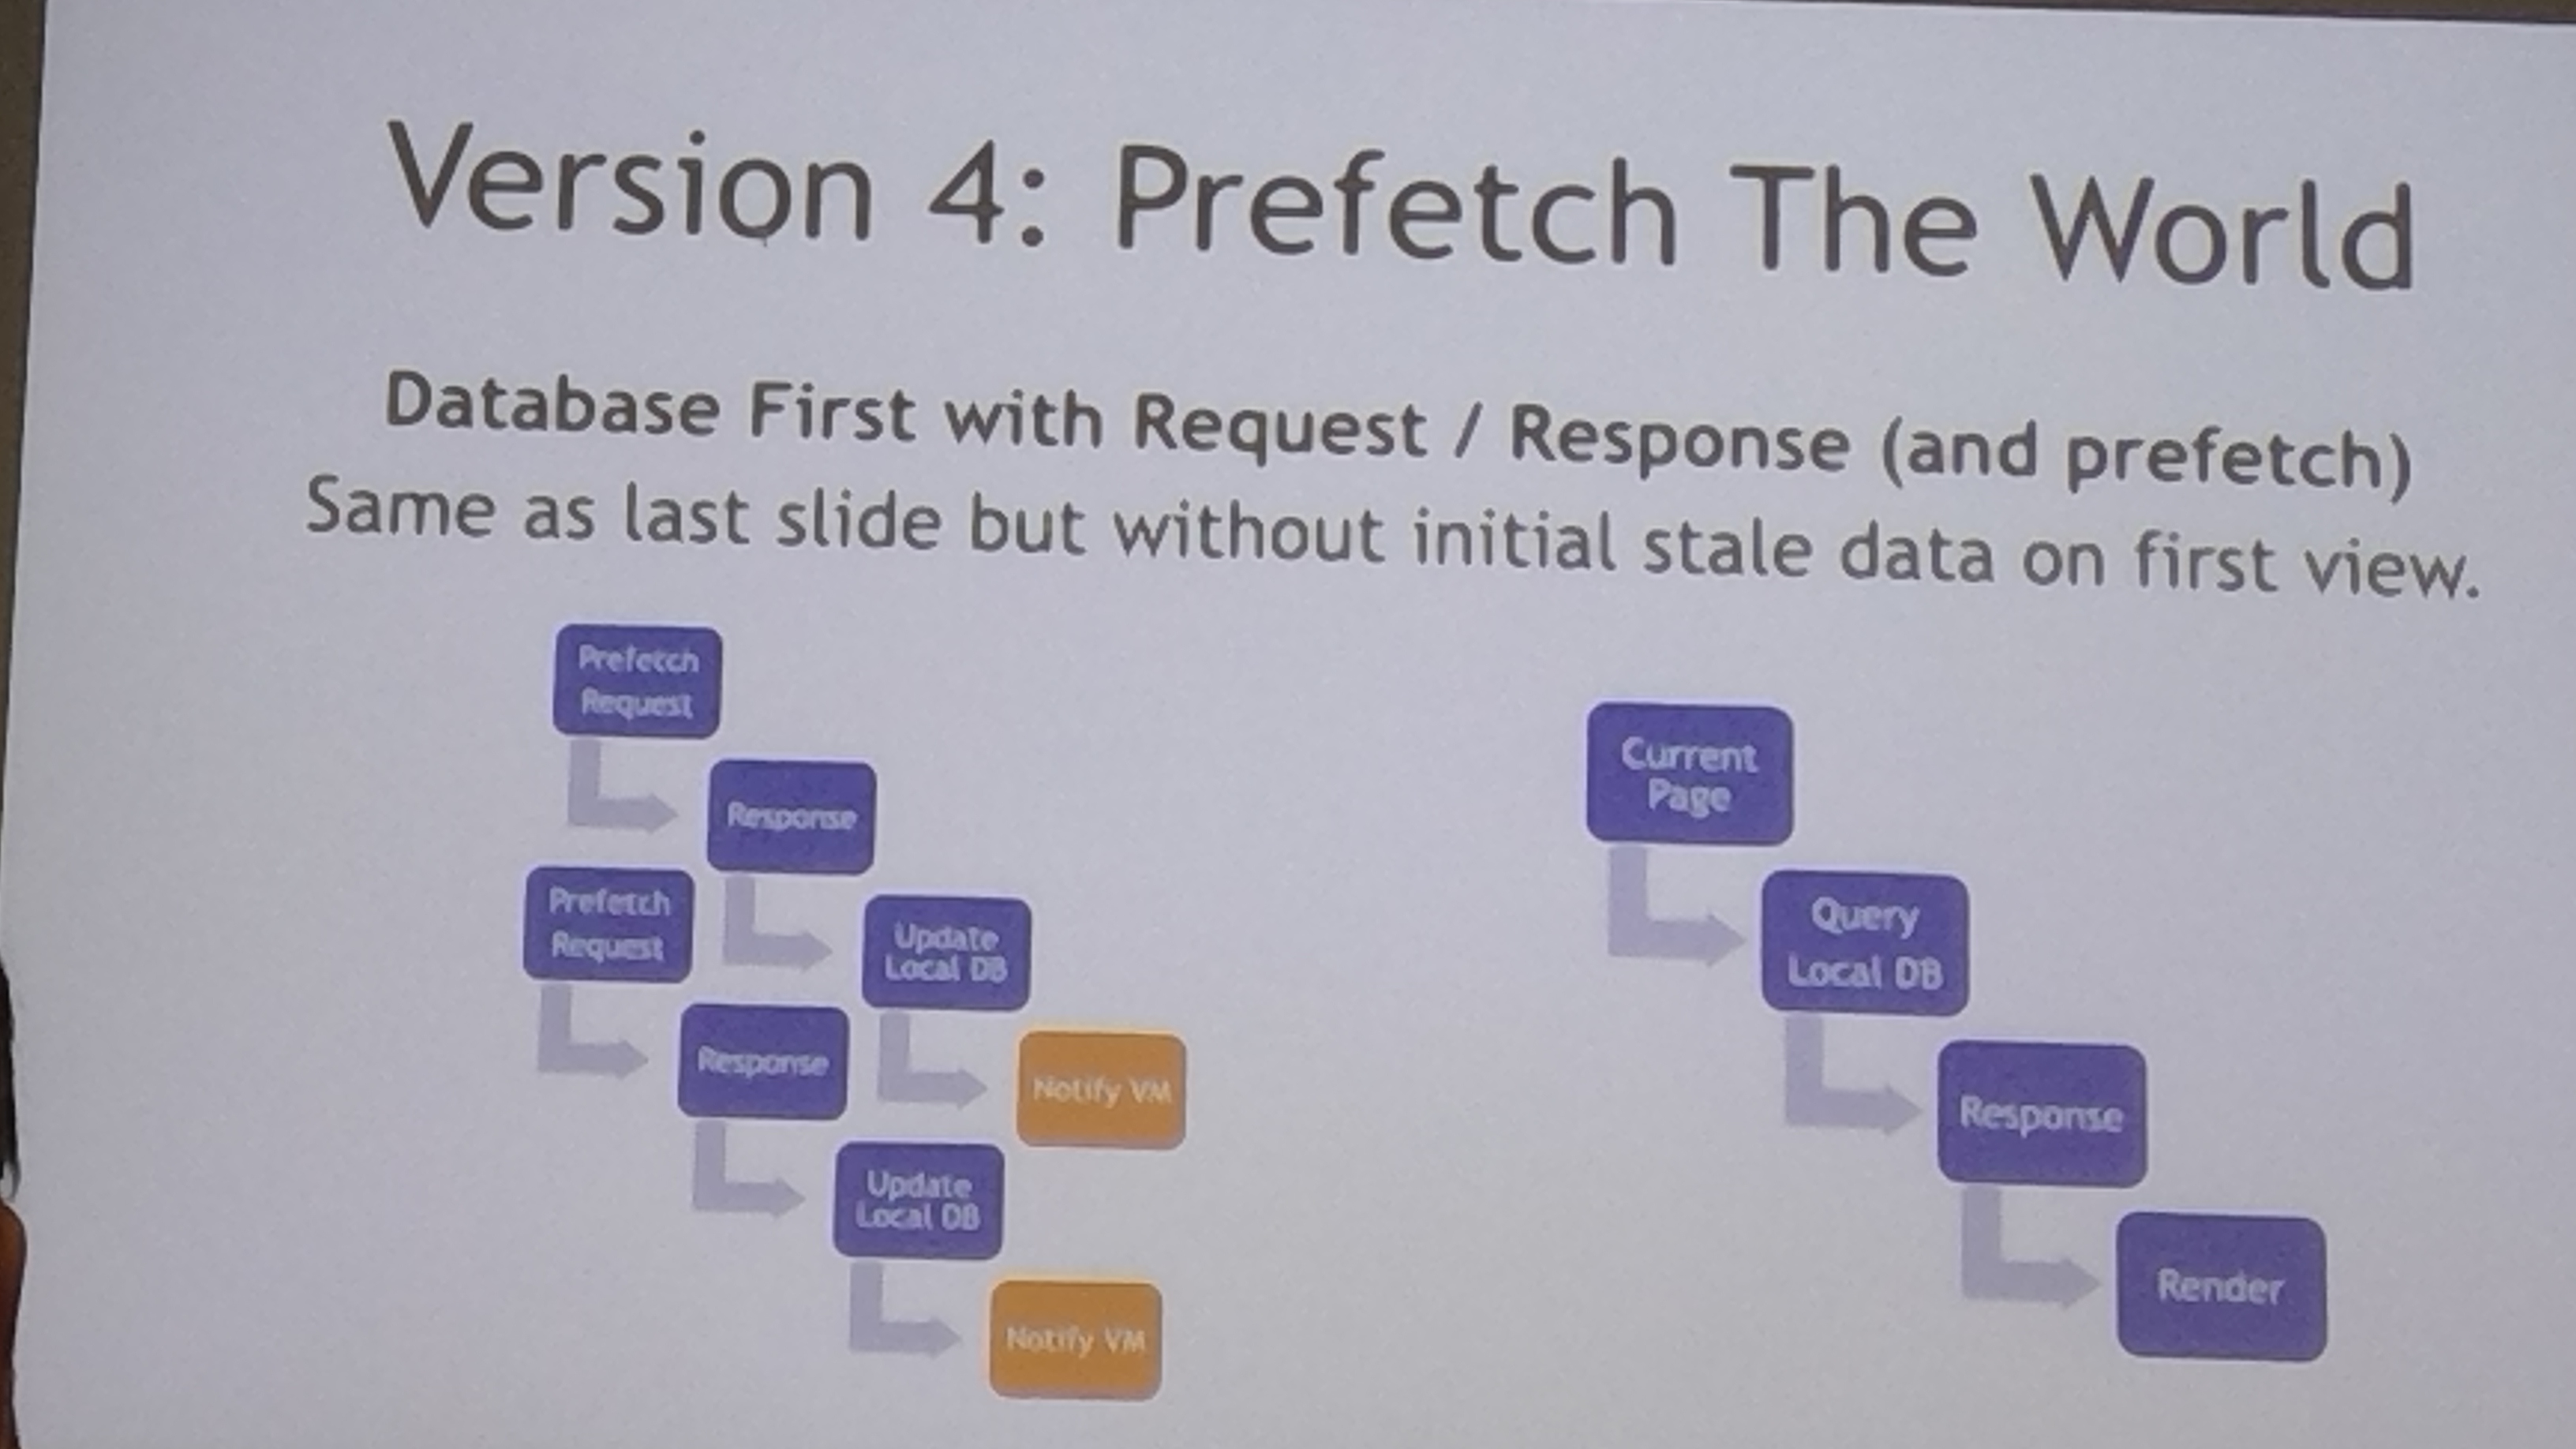 Version 4: Prefetch The World
Database First with Request / Response (and prefetch)
Same as last slide but without initial stale data on first view.
Prefetch
Request
Response
Update
Local DB
Notify VM
Prefetch
Request
Response
Update
Local DB
Notify VM
Current
Page
Query
Local DB
Response
Render